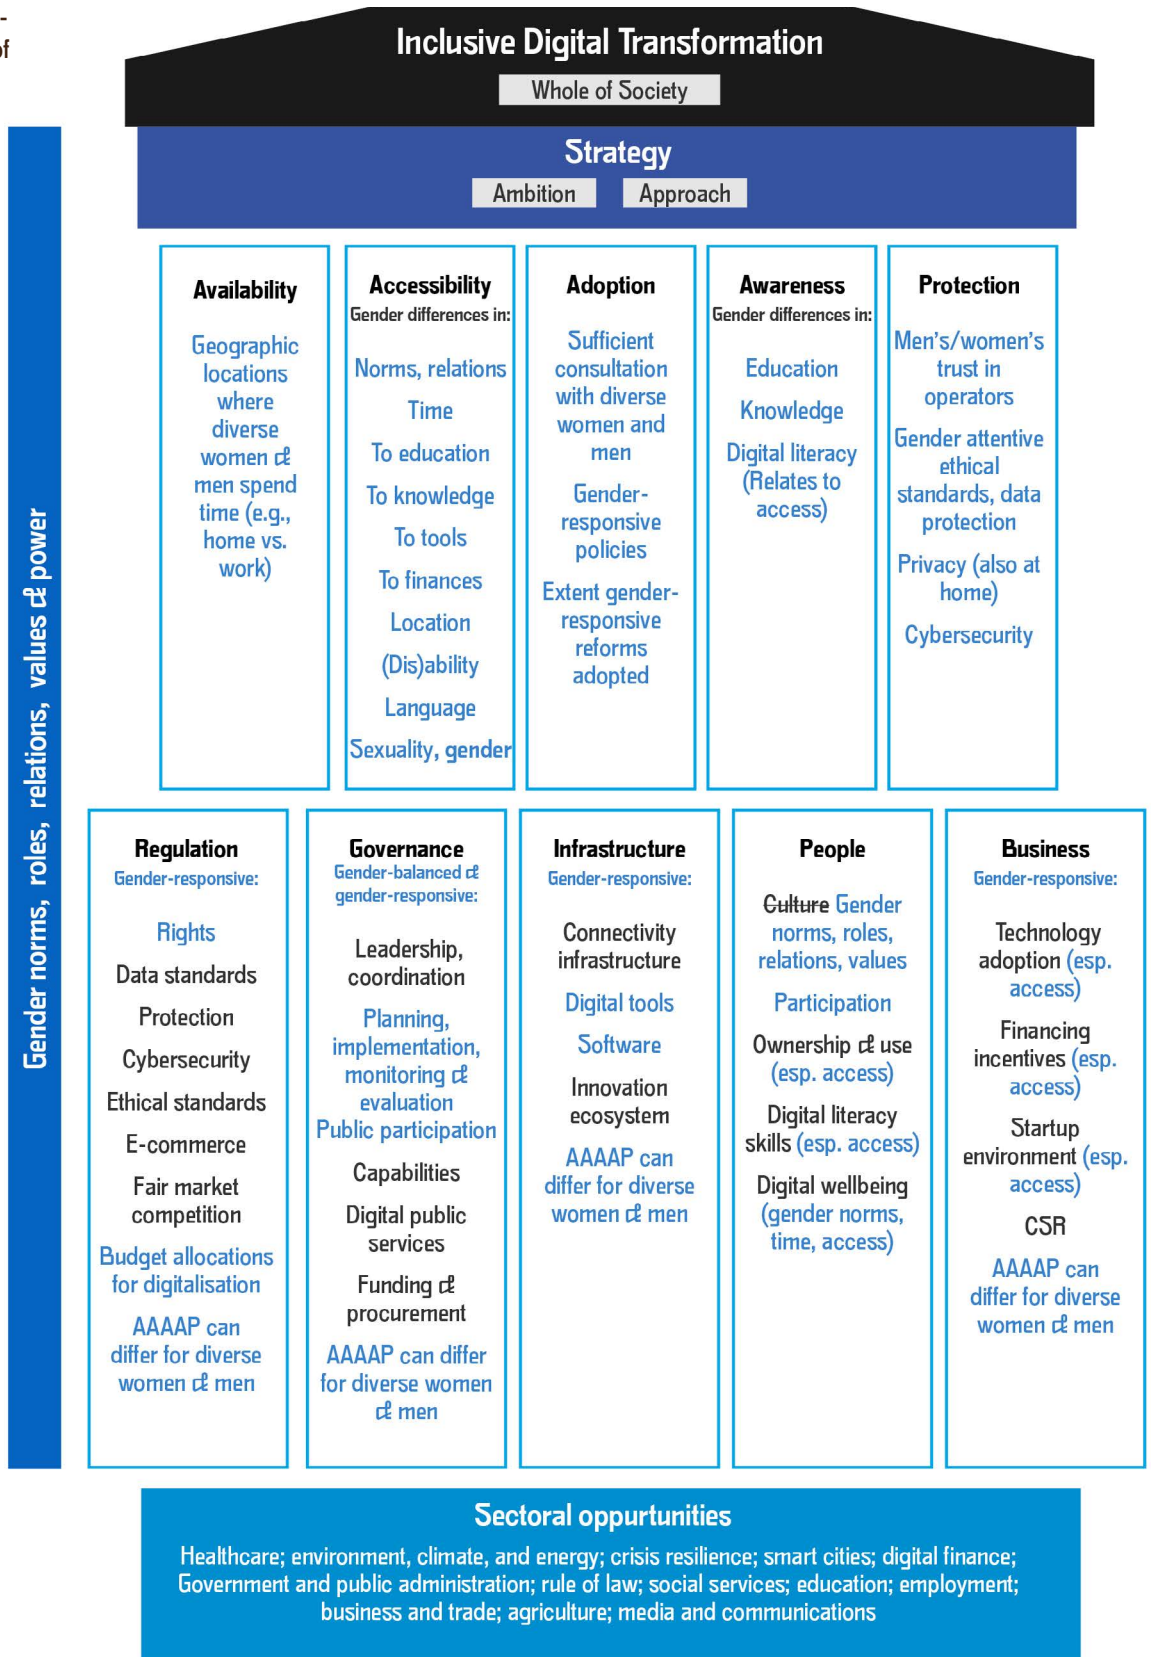 -
of
Inclusive Digital Transformation
Whole of Society
Strategy
Ambition
Approach
Gender norms, roles, relations, values & power
Availability
Geographic
locations
where
diverse
women &
men spend
time (e.g.,
home vs.
work)
Accessibility
Gender differences in:
Norms, relations
Time
To education
To knowledge
To tools
To finances
Location
(Dis)ability
Language
Sexuality, gender
Adoption
Sufficient
consultation
with diverse
women and
men
Gender-
responsive
policies
Extent gender-
responsive
reforms
adopted
Awareness
Gender differences in:
Education
Knowledge
Digital literacy
(Relates to
access)
Protection
Men's/women's
trust in
operators
Gender attentive
ethical
standards, data
protection
Privacy (also at
home)
Cybersecurity
Regulation
Gender-responsive:
Rights
Data standards
Protection
Cybersecurity
Ethical standards
E-commerce
Fair market
competition
Budget allocations
for digitalisation
AAAAP can
differ for diverse
women & men
Governance
Gender-balanced &
gender-responsive:
Leadership,
coordination
Planning,
implementation,
monitoring &
evaluation
Public participation
Capabilities
Digital public
services
Funding &
procurement
AAAAP can differ
for diverse women
& men
Infrastructure
Gender-responsive:
Connectivity
infrastructure
Digital tools
Software
Innovation
ecosystem
AAAAP can
differ for diverse
women & men
People
Culture Gender
norms, roles,
relations, values
Participation
Ownership & use
(esp. access)
Digital literacy
skills (esp. access)
Digital wellbeing
(gender norms,
time, access)
Business
Gender-responsive:
Technology
adoption (esp.
access)
Financing
incentives (esp.
access)
Startup
environment (esp.
access)
CSR
AAAAP can
differ for diverse
women & men
Sectoral oppurtunities
Healthcare; environment, climate, and energy; crisis resilience; smart cities; digital finance;
Government and public administration; rule of law; social services; education; employment;
business and trade; agriculture; media and communications